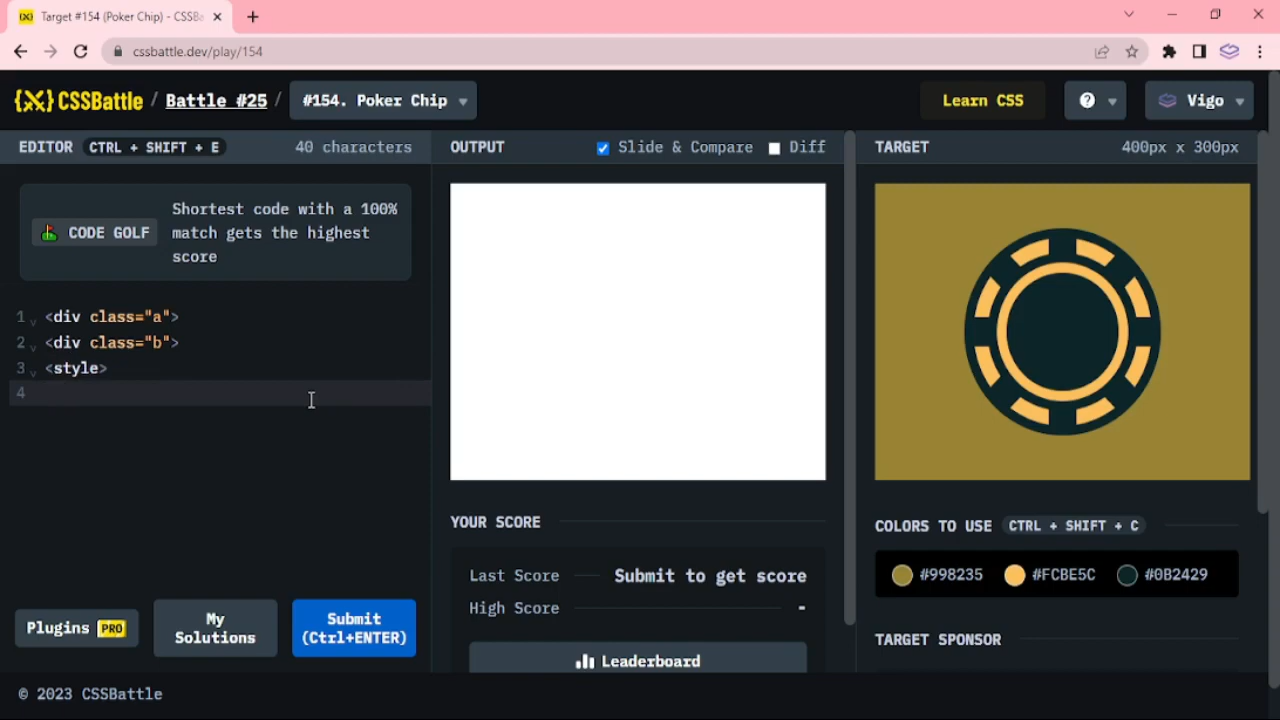 Target #154 (Poker Chip) - CSSBa
cssbattle.dev/play/154
{X} CSSBattle / Battle #25 / #154. Poker Chip
Learn CSS
?
Vigo
EDITOR CTRL + SHIFT + E 40 characters
OUTPUT Slide & Compare Diff
TARGET 400px x 300px
CODE GOLF
Shortest code with a 100%
match gets the highest
score
1 <div class="a">
2 <div class="b">
3 <style>
4
Plugins PRO
My
Solutions
Submit
(Ctrl+ENTER)
YOUR SCORE
Last Score Submit to get score
High Score -
Leaderboard
COLORS TO USE CTRL + SHIFT + C
#998235 #FCBE5C #0B2429
TARGET SPONSOR
© 2023 CSSBattle